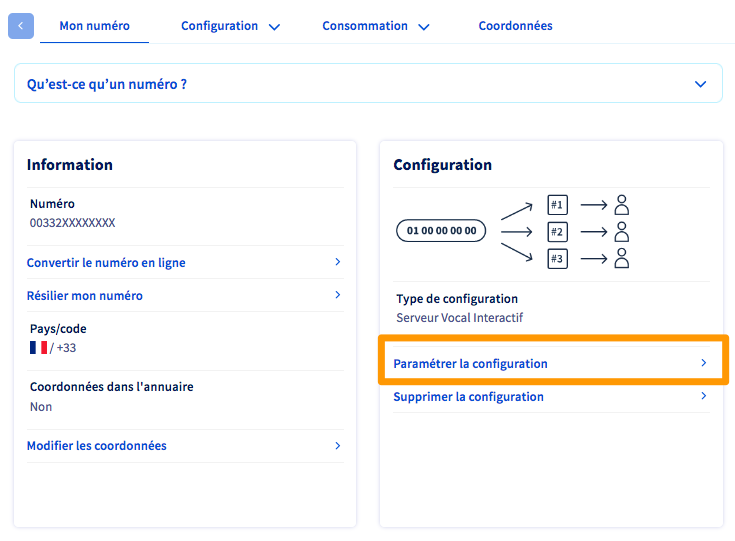 Mon numéro
Configuration
Consommation
Coordonnées
Qu’est-ce qu’un numéro ?
Information
Numéro
00332XXXXXXXX
Convertir le numéro en ligne
Résilier mon numéro
Pays/code
/ +33
Coordonnées dans l'annuaire
Non
Modifier les coordonnées
Configuration
01 00 00 00 00
#1
#2
#3
Type de configuration
Serveur Vocal Interactif
Paramétrer la configuration
Supprimer la configuration